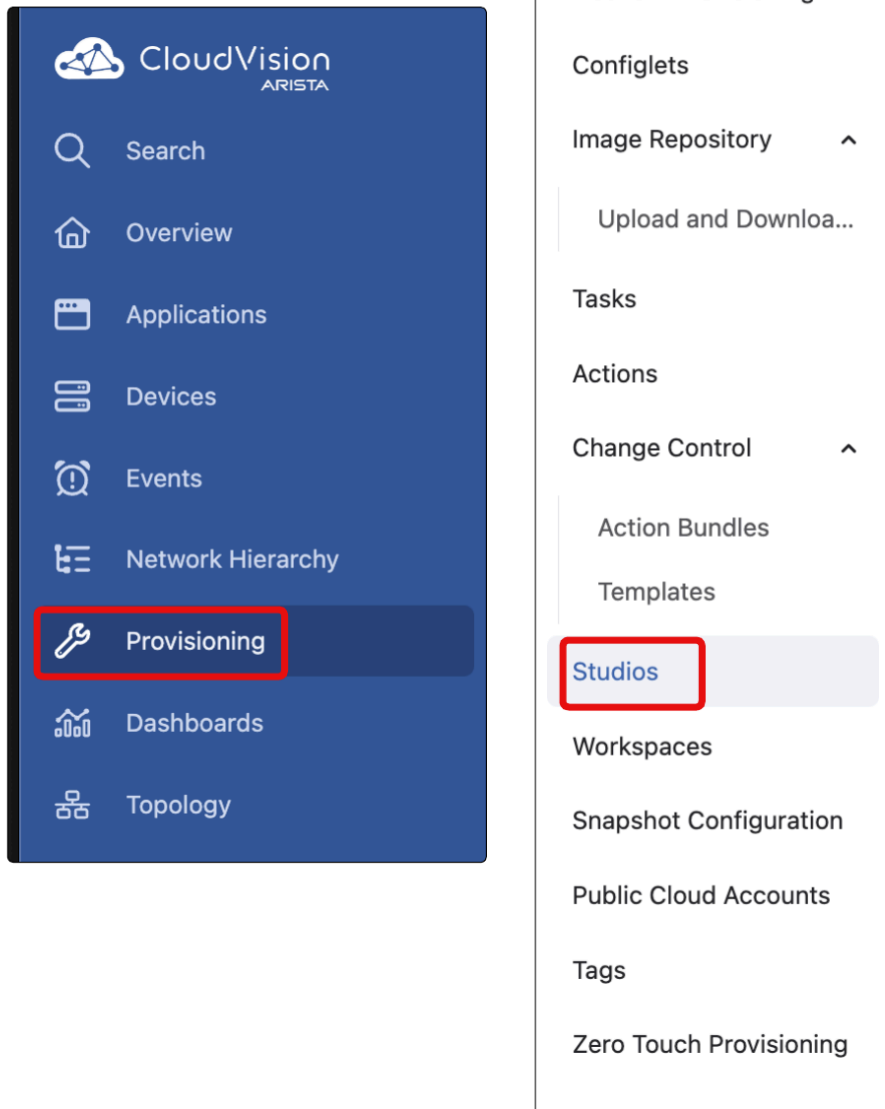 CloudVision
ARISTA
Search
Overview
Applications
Devices
Events
Network Hierarchy
Provisioning
Dashboards
Topology
Configlets
Image Repository
Upload and Downloa...
Tasks
Actions
Change Control
Action Bundles
Templates
Studios
Workspaces
Snapshot Configuration
Public Cloud Accounts
Tags
Zero Touch Provisioning